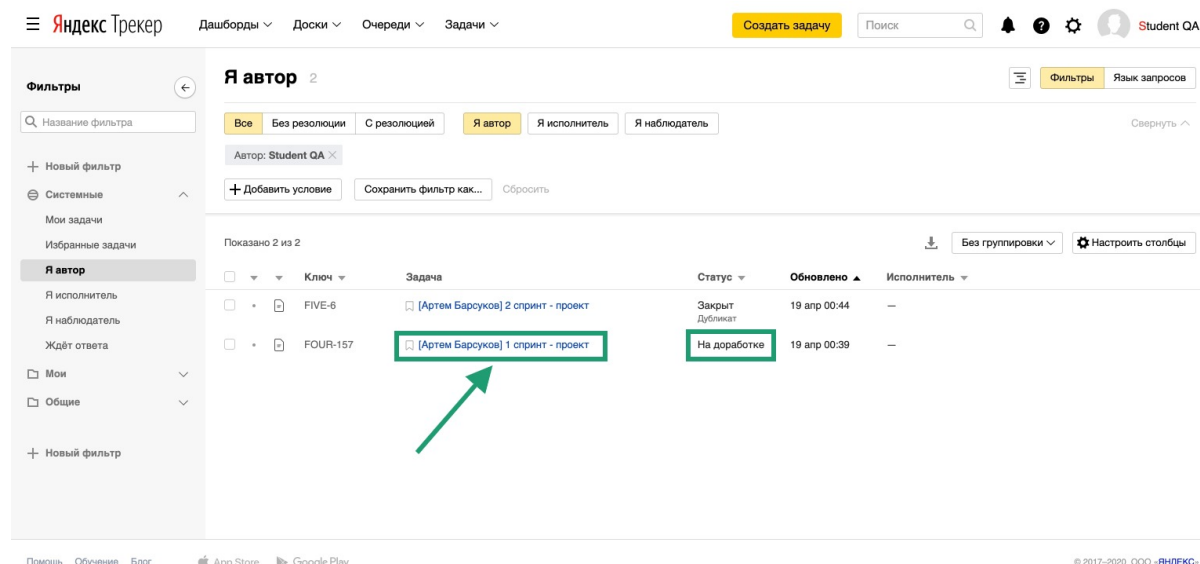 Яндекс Трекер Дашборды Доски Очереди Задачи Создать задачу Поиск Student QA
Фильтры
Название фильтра
Новый фильтр
Системные
Мои задачи
Избранные задачи
Я автор
Я исполнитель
Я наблюдатель
Ждёт ответа
Мои
Общие
Новый фильтр
Я автор 2 Фильтры Язык запросов
Все Без резолюции С резолюцией Я автор Я исполнитель Я наблюдатель Свернуть
Автор: Student QA
Добавить условие Сохранить фильтр как... Сбросить
Показано 2 из 2 Без группировки Настроить столбцы
Ключ Задача Статус Обновлено Исполнитель
FIVE-6 [Артем Барсуков] 2 спринт - проект Закрыт 19 апр 00:44 —
Дубликат
FOUR-157 [Артем Барсуков] 1 спринт - проект На доработке 19 апр 00:39 —
Помощь Обучение Блог App Store Google Play © 2017–2020 ООО «ЯНДЕКС»